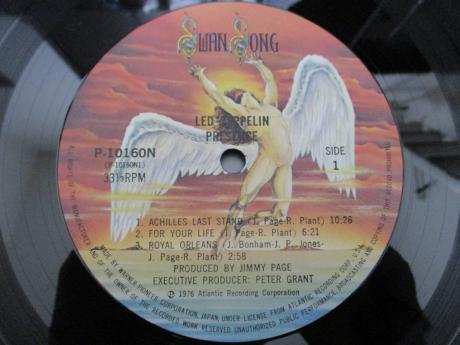 SWAN SONG
LED ZEPPELIN
PRESENCE
P-10160N
(P-10160N1)
33⅓RPM
SIDE
1
1. ACHILLES LAST STAND (J. Page-R. Plant) 10:26
2. FOR YOUR LIFE (J. Page-R. Plant) 6:21
3. ROYAL ORLEANS (J. Bonham-J. P. Jones-
J. Page-R. Plant) 2:58
PRODUCED BY JIMMY PAGE
EXECUTIVE PRODUCER: PETER GRANT
Ⓟ 1976 Atlantic Recording Corporation
MADE BY WARNER-PIONEER CORPORATION, JAPAN, UNDER LICENSE FROM ATLANTIC RECORDING CORP., U.S.A.
OF THE RECORDED WORK RESERVED. UNAUTHORIZED PUBLIC PERFORMANCE, BROADCASTING AND COPYING OF THIS RECORD PROHIBITED.